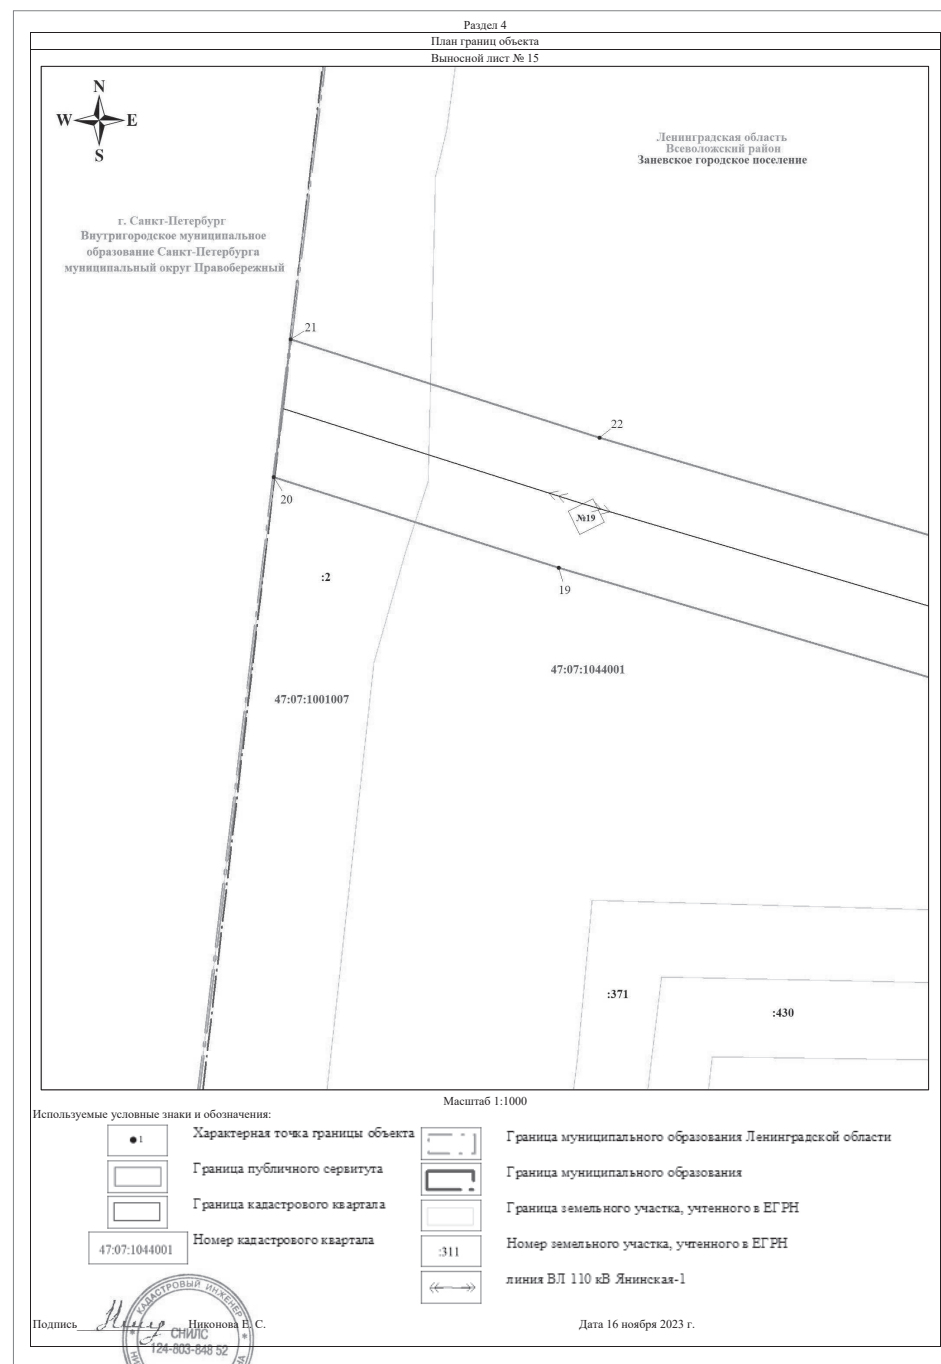 Раздел 4
План границ объекта
Выносной лист № 15
N
W E
S
Ленинградская область
Всеволожский район
Заневское городское поселение
г. Санкт-Петербург
Внутригородское муниципальное
образование Санкт-Петербурга
муниципальный округ Правобережный
21
22
20
№19
19
:2
47:07:1044001
47:07:1001007
:371
:430
Масштаб 1:1000
Используемые условные знаки и обозначения:
1 Характерная точка границы объекта
Граница публичного сервитута
Граница кадастрового квартала
47:07:1044001 Номер кадастрового квартала
Граница муниципального образования Ленинградской области
Граница муниципального образования
Граница земельного участка, учтенного в ЕГРН
:311 Номер земельного участка, учтенного в ЕГРН
линия ВЛ 110 кВ Янинская-1
Подпись Никонова Е. С. Дата 16 ноября 2023 г.
КАДАСТРОВЫЙ ИНЖЕНЕР
СНИЛС
124-803-848 52